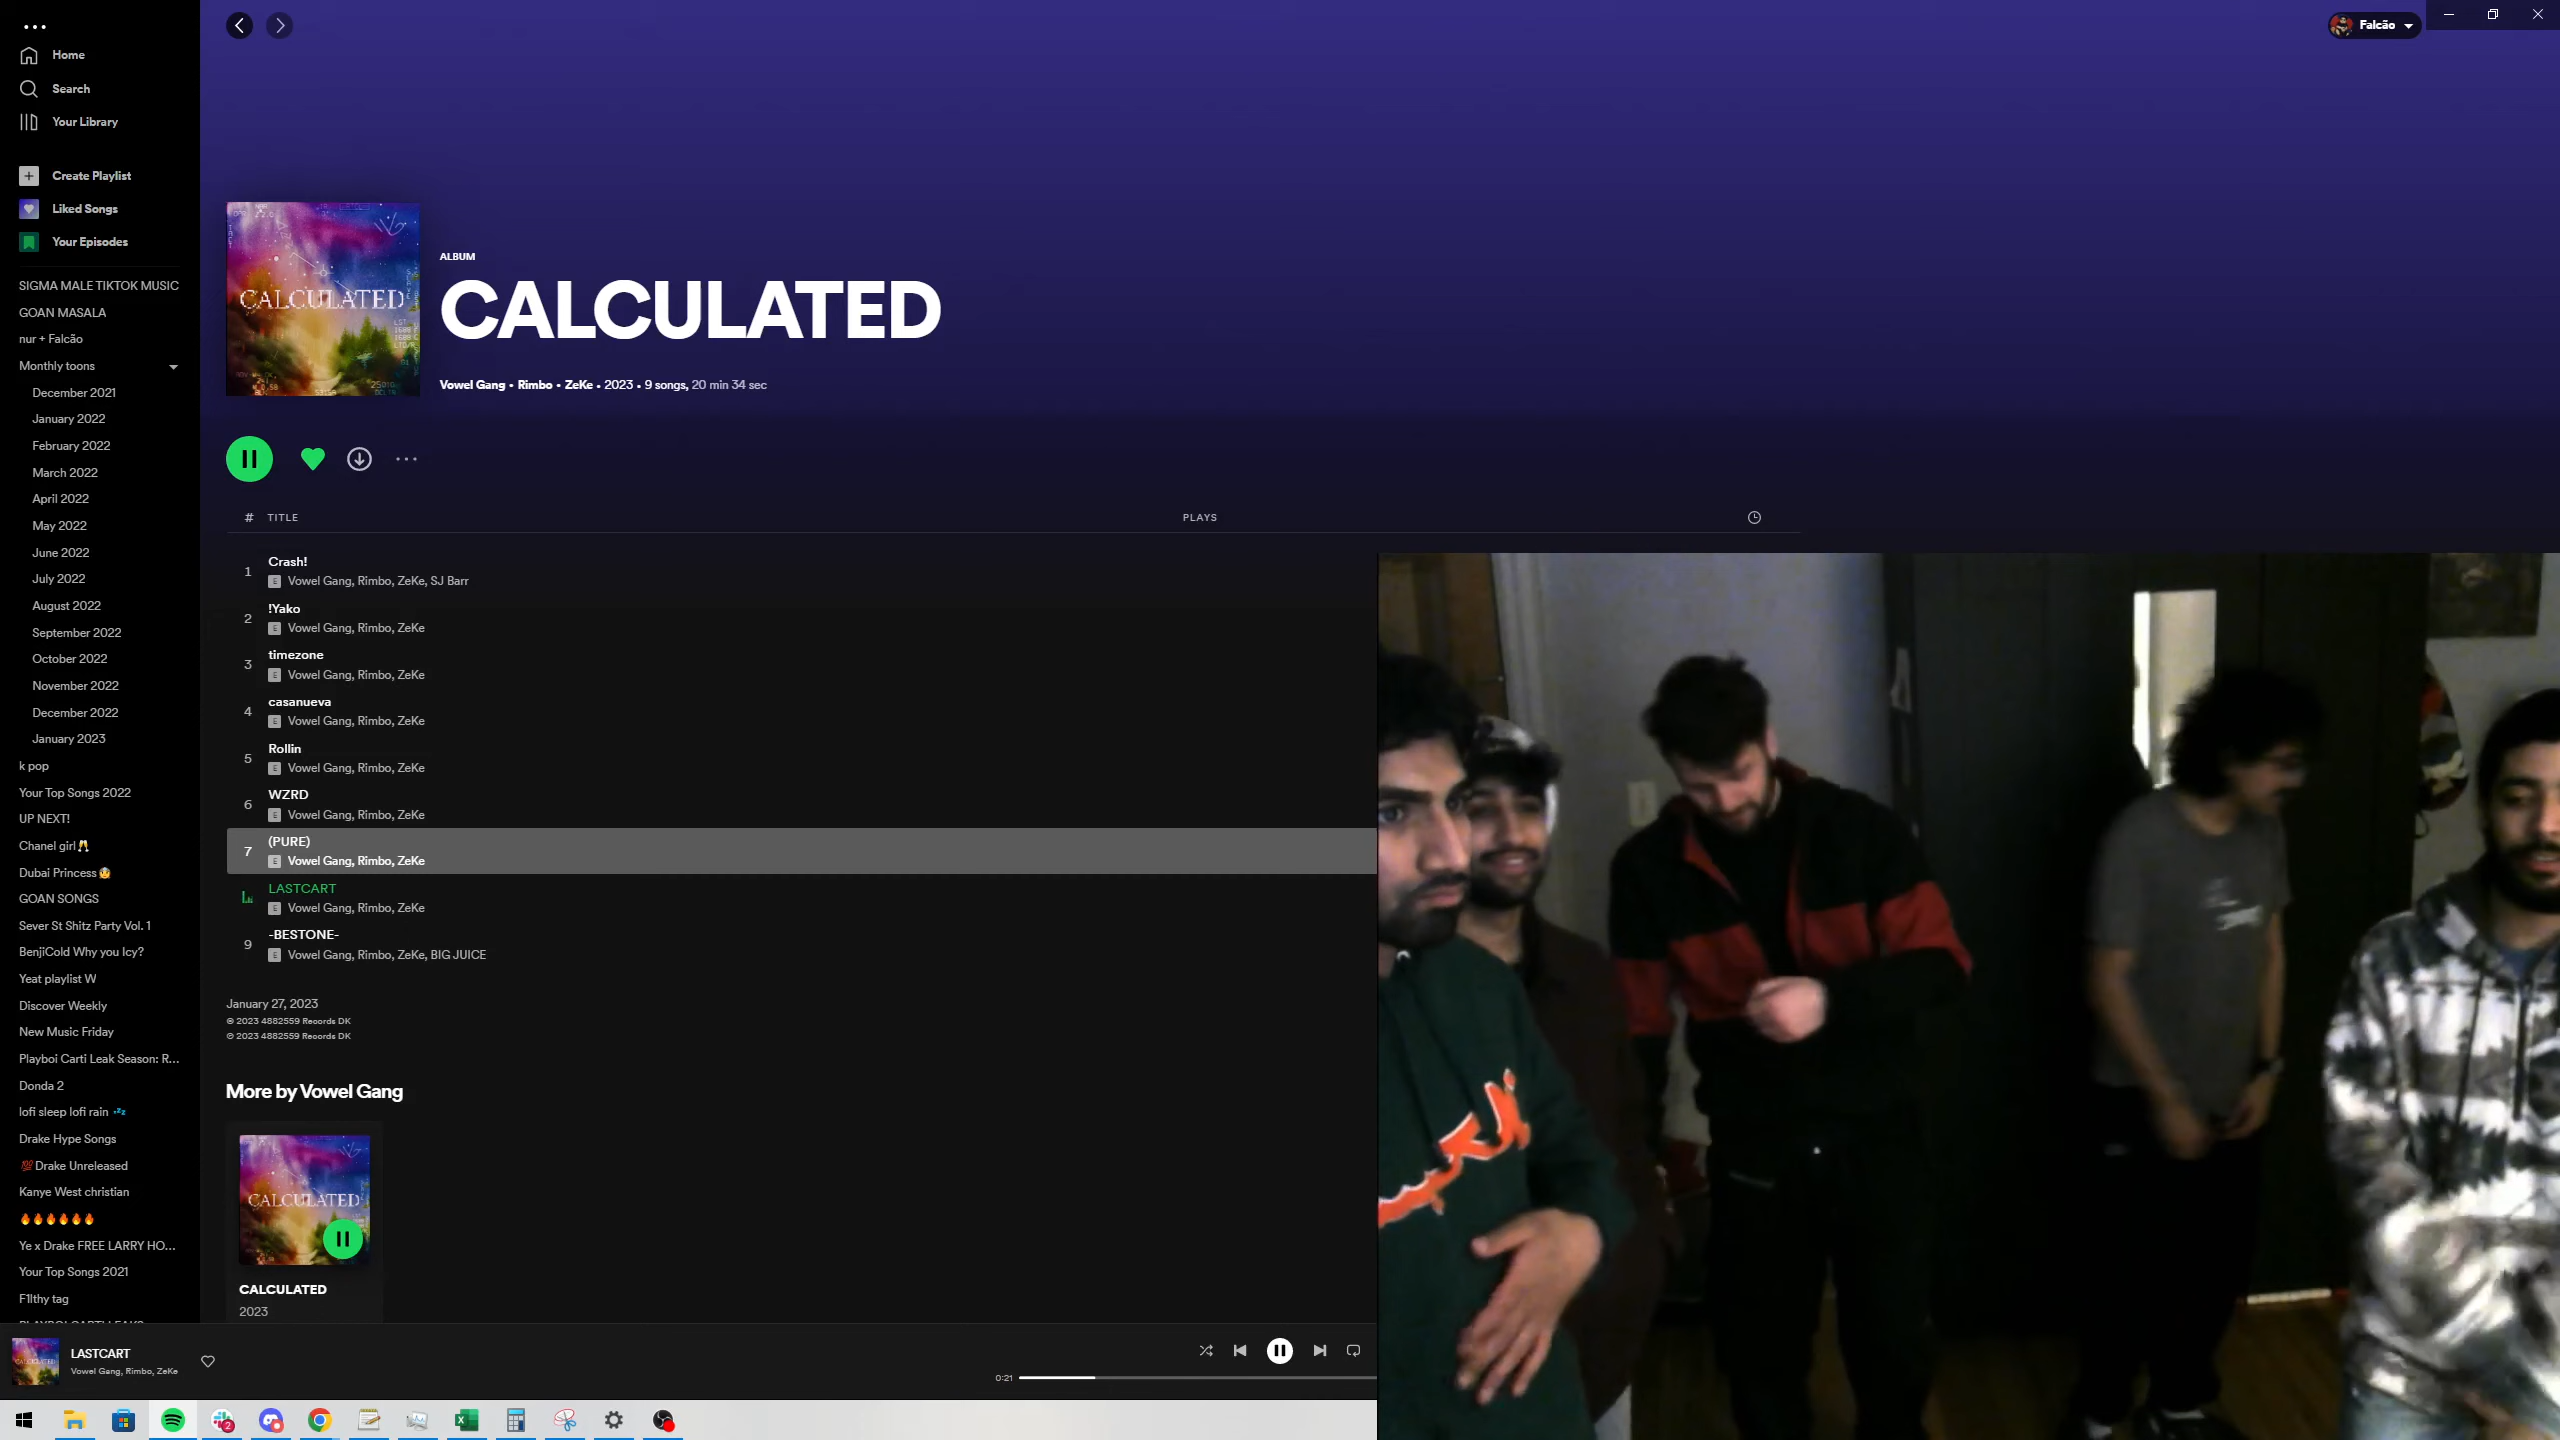 Home
Search
Your Library
Create Playlist
Liked Songs
Your Episodes
SIGMA MALE TIKTOK MUSIC
GOAN MASALA
nur + Falcão
Monthly toons
December 2021
January 2022
February 2022
March 2022
April 2022
May 2022
June 2022
July 2022
August 2022
September 2022
October 2022
November 2022
December 2022
January 2023
k pop
Your Top Songs 2022
UP NEXT!
Chanel girl🥂
Dubai Princess👰
GOAN SONGS
Sever St Shitz Party Vol. 1
BenjiCold Why you Icy?
Yeat playlist W
Discover Weekly
New Music Friday
Playboi Carti Leak Season: R...
Donda 2
lofi sleep lofi rain 💤
Drake Hype Songs
💯Drake Unreleased
Kanye West christian
🔥🔥🔥🔥🔥🔥
Ye x Drake FREE LARRY HO...
Your Top Songs 2021
F1lthy tag
Falcão
CALCULATED
ALBUM
CALCULATED
Vowel Gang • Rimbo • ZeKe • 2023 • 9 songs, 20 min 34 sec
# TITLE PLAYS
1 Crash!
E Vowel Gang, Rimbo, ZeKe, SJ Barr
2 !Yako
E Vowel Gang, Rimbo, ZeKe
3 timezone
E Vowel Gang, Rimbo, ZeKe
4 casanueva
E Vowel Gang, Rimbo, ZeKe
5 Rollin
E Vowel Gang, Rimbo, ZeKe
6 WZRD
E Vowel Gang, Rimbo, ZeKe
7 (PURE)
E Vowel Gang, Rimbo, ZeKe
LASTCART
E Vowel Gang, Rimbo, ZeKe
9 -BESTONE-
E Vowel Gang, Rimbo, ZeKe, BIG JUICE
January 27, 2023
© 2023 4882559 Records DK
℗ 2023 4882559 Records DK
More by Vowel Gang
CALCULATED
CALCULATED
2023
LASTCART
Vowel Gang, Rimbo, ZeKe
0:21
2